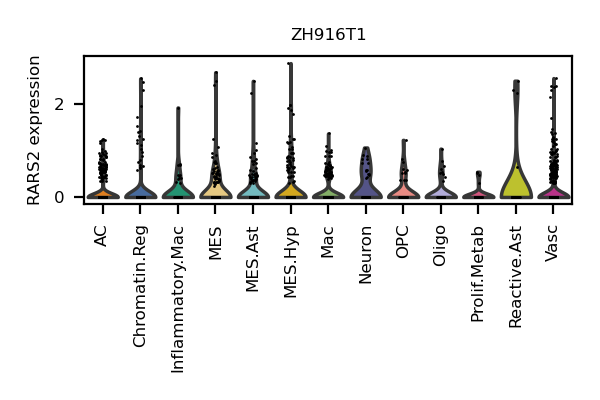 ZH916T1
RARS2 expression
2
0
AC
Chromatin.Reg
Inflammatory.Mac
MES
MES.Ast
MES.Hyp
Mac
Neuron
OPC
Oligo
Prolif.Metab
Reactive.Ast
Vasc